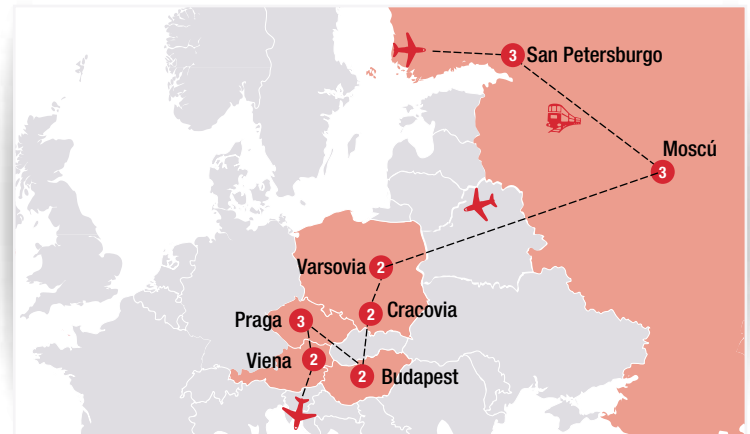 3 San Petersburgo
Moscú
3
Varsovia 2
2 Cracovia
Praga 3
Viena 2
2 Budapest